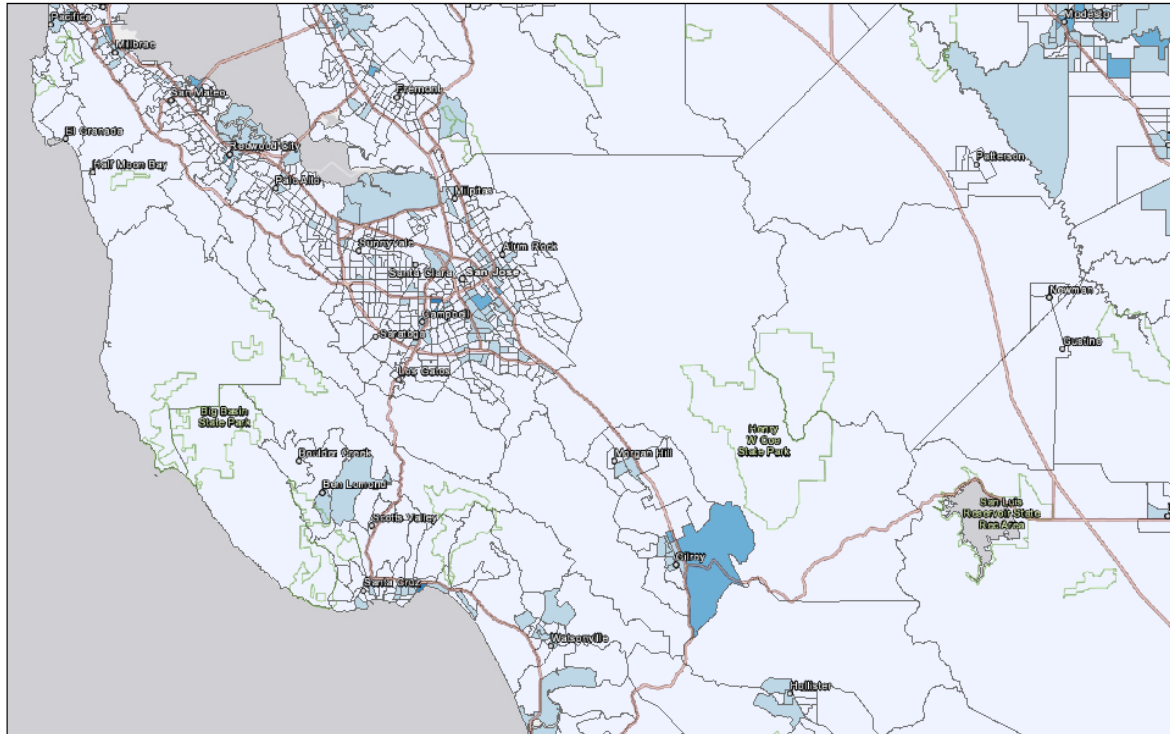 Pacifica
Modesto
Millbrae
San Mateo
Fremont
El Granada
Redwood City
Half Moon Bay
Patterson
Palo Alto
Milpitas
Sunnyvale
Alum Rock
Santa Clara
San Jose
Newman
Campbell
Saratoga
Gustine
Los Gatos
Big Basin
State Park
Henry
W Coe
State Park
Boulder Creek
Morgan Hill
Ben Lomond
San Luis
Reservoir State
Rec Area
Scotts Valley
Gilroy
Santa Cruz
Watsonville
Hollister